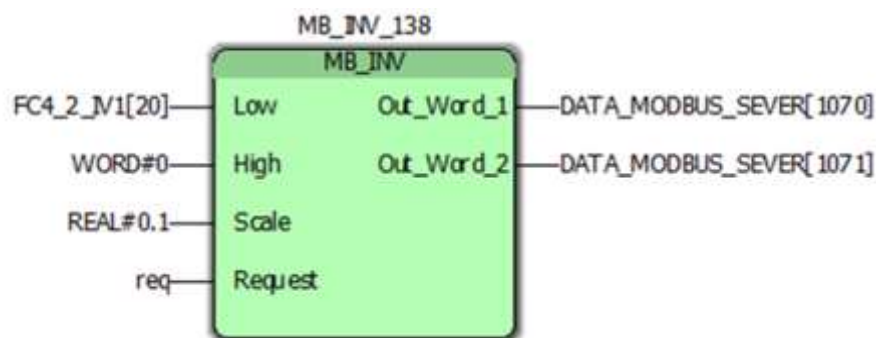 MB_INV_138
MB_INV
FC4_2_IV1[20] Low Out_Word_1 DATA_MODBUS_SEVER[1070]
WORD#0 High Out_Word_2 DATA_MODBUS_SEVER[1071]
REAL#0.1 Scale
req Request